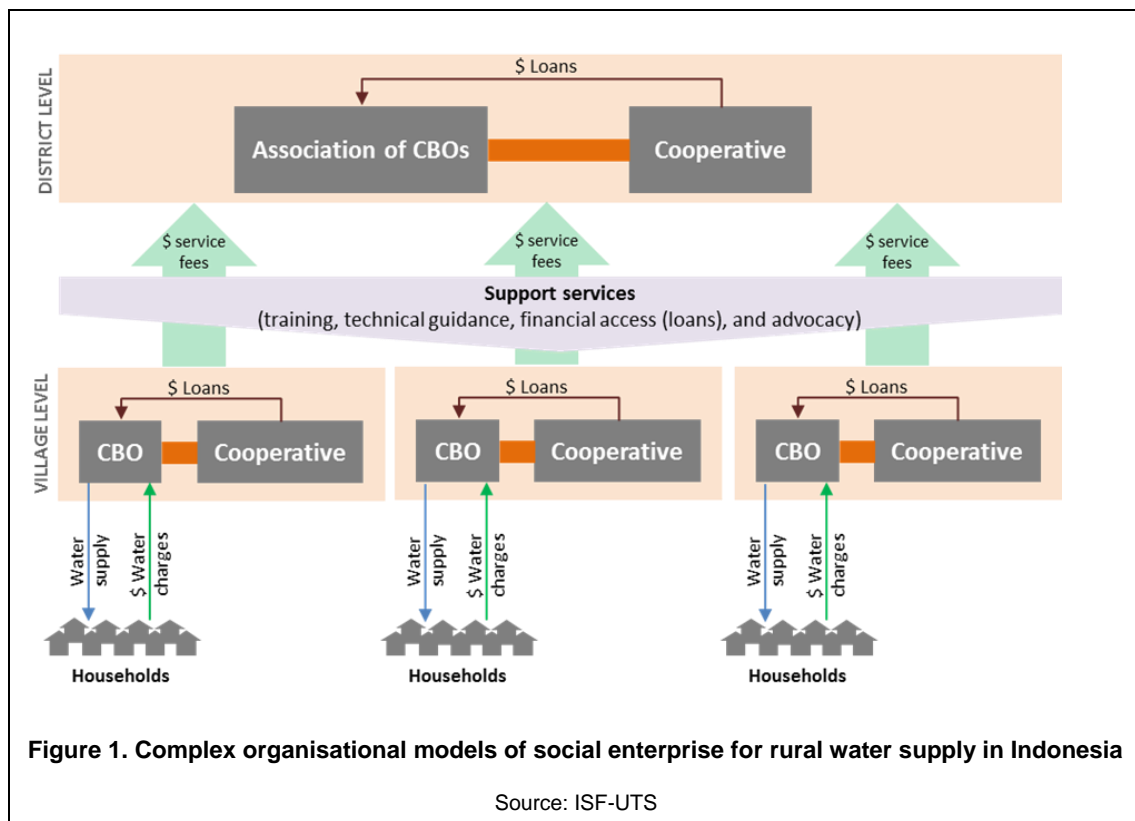 DISTRICT LEVEL
$ Loans
Association of CBOs
Cooperative
$ service
fees
$ service
fees
$ service
fees
Support services
(training, technical guidance, financial access (loans), and advocacy)
VILLAGE LEVEL
$ Loans
CBO
Cooperative
$ Loans
CBO
Cooperative
$ Loans
CBO
Cooperative
Water
supply
$ Water
charges
Water
supply
$ Water
charges
Water
supply
$ Water
charges
Households
Households
Households
Figure 1. Complex organisational models of social enterprise for rural water supply in Indonesia
Source: ISF-UTS